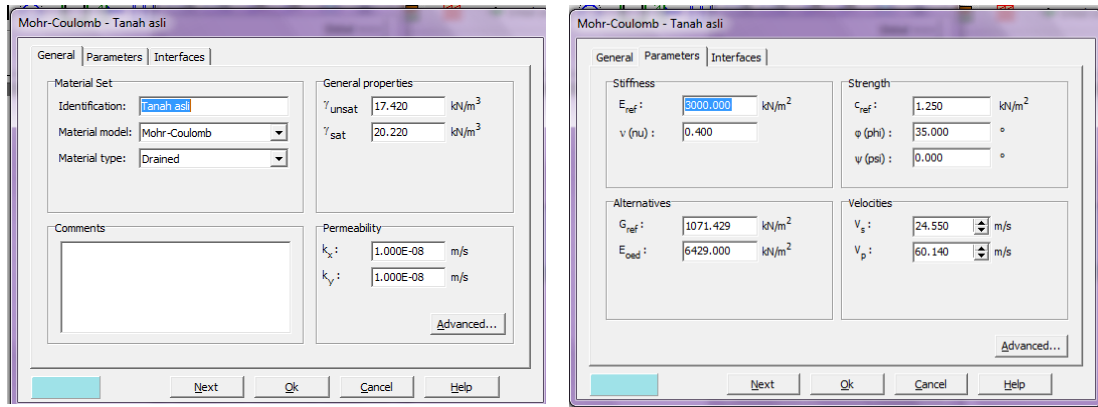 Mohr-Coulomb - Tanah asli
General Parameters Interfaces
Material Set
Identification: Tanah asli
Material model: Mohr-Coulomb
Material type: Drained
General properties
γunsat 17.420 kN/m3
γsat 20.220 kN/m3
Comments
Permeability
kx: 1.000E-08 m/s
ky: 1.000E-08 m/s
Advanced...
Next Ok Cancel Help
Mohr-Coulomb - Tanah asli
General Parameters Interfaces
Stiffness
Eref: 3000.000 kN/m2
ν (nu) : 0.400
Strength
cref: 1.250 kN/m2
φ (phi) : 35.000 °
ψ (psi) : 0.000 °
Alternatives
Gref: 1071.429 kN/m2
Eoed: 6429.000 kN/m2
Velocities
Vs: 24.550 m/s
Vp: 60.140 m/s
Advanced...
Next Ok Cancel Help